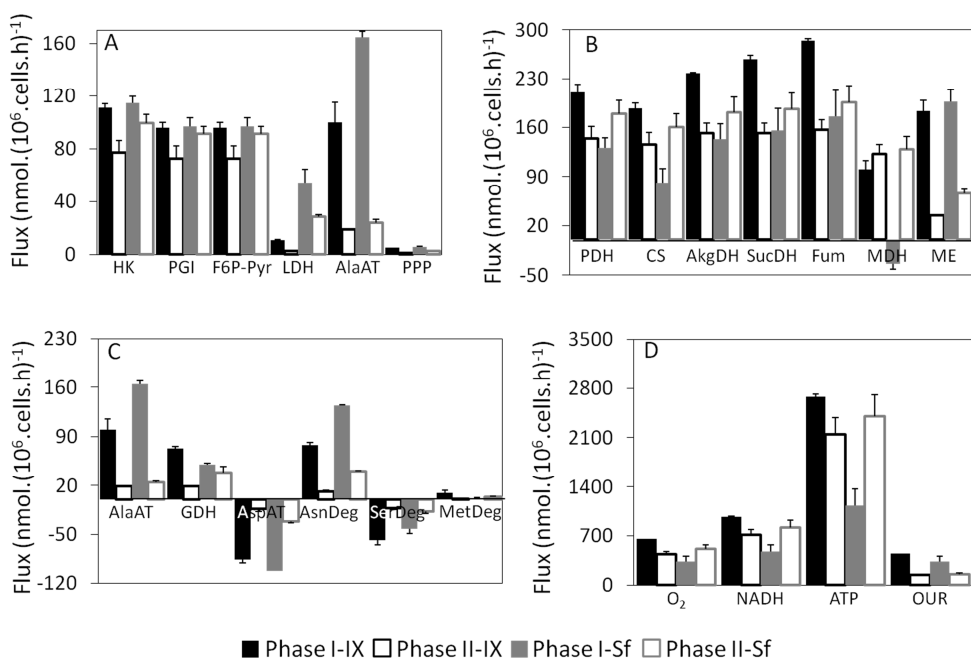 A
Flux (nmol.(10⁶.cells.h)⁻¹
160
120
80
40
0
HK PGI F6P-Pyr LDH AlaAT PPP
B
Flux (nmol.(10⁶.cells.h)⁻¹
300
230
160
90
20
-50
PDH CS AkgDH SucDH Fum MDH ME
C
Flux (nmol.(10⁶.cells.h)⁻¹
230
160
90
20
-50
-120
AlaAT GDH AspAT AsnDeg SerDeg MetDeg
D
Flux (nmol.(10⁶.cells.h)⁻¹
3500
2800
2100
1400
700
0
O₂ NADH ATP OUR
Phase I-IX Phase II-IX Phase I-Sf Phase II-Sf